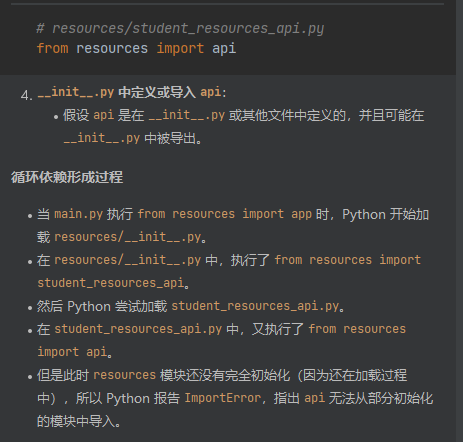 # resources/student_resources_api.py
from resources import api
4. __init__.py 中定义或导入 api：
• 假设 api 是在 __init__.py 或其他文件中定义的，并且可能在
__init__.py 中被导出。
循环依赖形成过程
• 当 main.py 执行 from resources import app 时，Python 开始加
载 resources/__init__.py。
• 在 resources/__init__.py 中，执行了 from resources import
student_resources_api。
• 然后 Python 尝试加载 student_resources_api.py。
• 在 student_resources_api.py 中，又执行了 from resources
import api。
• 但是此时 resources 模块还没有完全初始化（因为还在加载过程
中），所以 Python 报告 ImportError，指出 api 无法从部分初始化
的模块中导入。